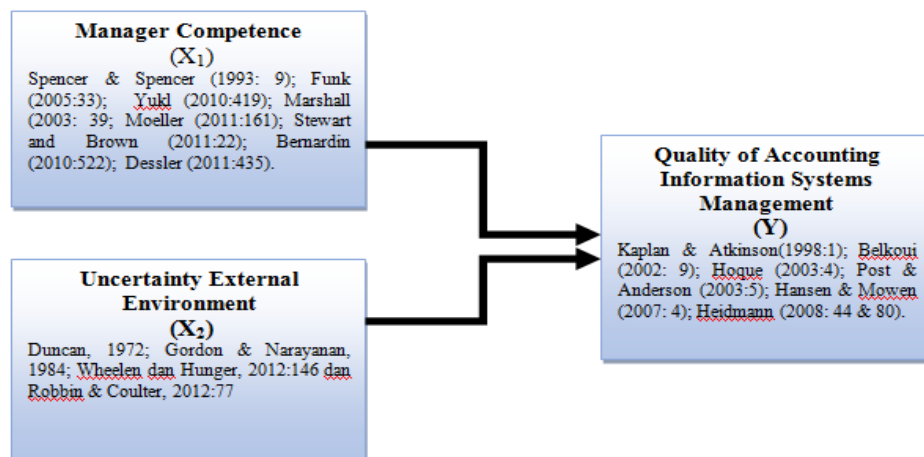 Manager Competence
(X₁)
Spencer & Spencer (1993: 9); Funk
(2005:33); Yukl (2010:419); Marshall
(2003: 39; Moeller (2011:161); Stewart
and Brown (2011:22); Bernardin
(2010:522); Dessler (2011:435).
Uncertainty External
Environment
(X₂)
Duncan, 1972; Gordon & Narayanan,
1984; Wheelen dan Hunger, 2012:146 dan
Robbin & Coulter, 2012:77
Quality of Accounting
Information Systems
Management
(Y)
Kaplan & Atkinson(1998:1); Belkoui
(2002: 9); Hoque (2003:4); Post &
Anderson (2003:5); Hansen & Mowen
(2007: 4); Heidmann (2008: 44 & 80).